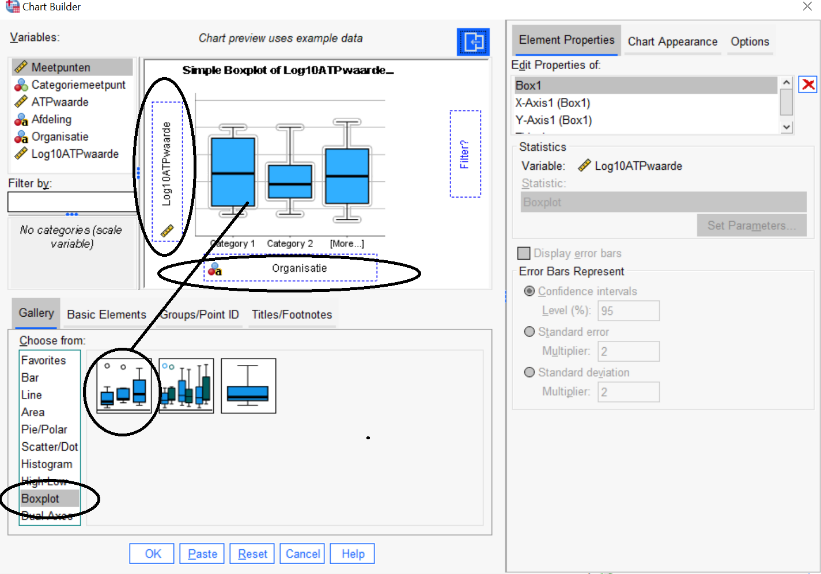 Chart Builder
Variables:
Meetpunten
Categoriemeetpunt
ATPwaarde
Afdeling
Organisatie
Log10ATPwaarde
Filter by:
No categories (scale
variable)
Chart preview uses example data
Simple Boxplot of Log10ATPwaarde...
Log10ATPwaarde
Filter?
Category 1 Category 2 [More...]
Organisatie
Gallery Basic Elements Groups/Point ID Titles/Footnotes
Choose from:
Favorites
Bar
Line
Area
Pie/Polar
Scatter/Dot
Histogram
High-Low
Boxplot
Dual Axes
OK Paste Reset Cancel Help
Element Properties Chart Appearance Options
Edit Properties of:
Box1
X-Axis1 (Box1)
Y-Axis1 (Box1)
Statistics
Variable: Log10ATPwaarde
Statistic:
Boxplot
Set Parameters...
Display error bars
Error Bars Represent
Confidence intervals
Level (%): 95
Standard error
Multiplier: 2
Standard deviation
Multiplier: 2